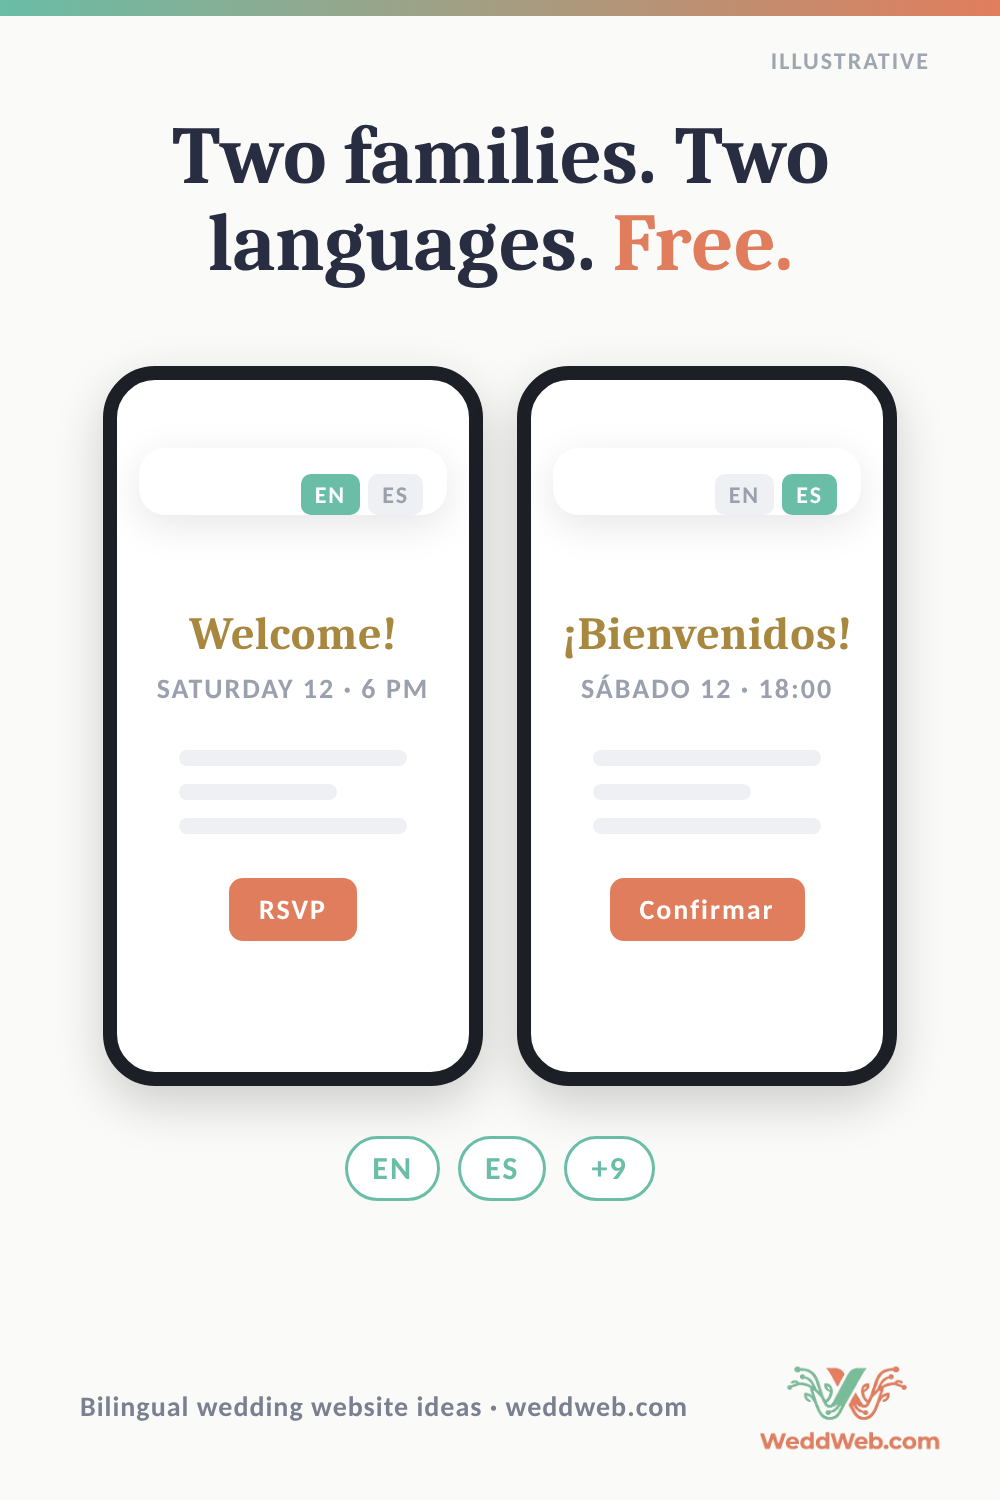 ILLUSTRATIVE
Two families. Two
languages. Free.
EN ES
Welcome!
SATURDAY 12 · 6 PM
RSVP
EN ES
¡Bienvenidos!
SÁBADO 12 · 18:00
Confirmar
EN ES +9
Bilingual wedding website ideas · weddweb.com
WeddWeb.com